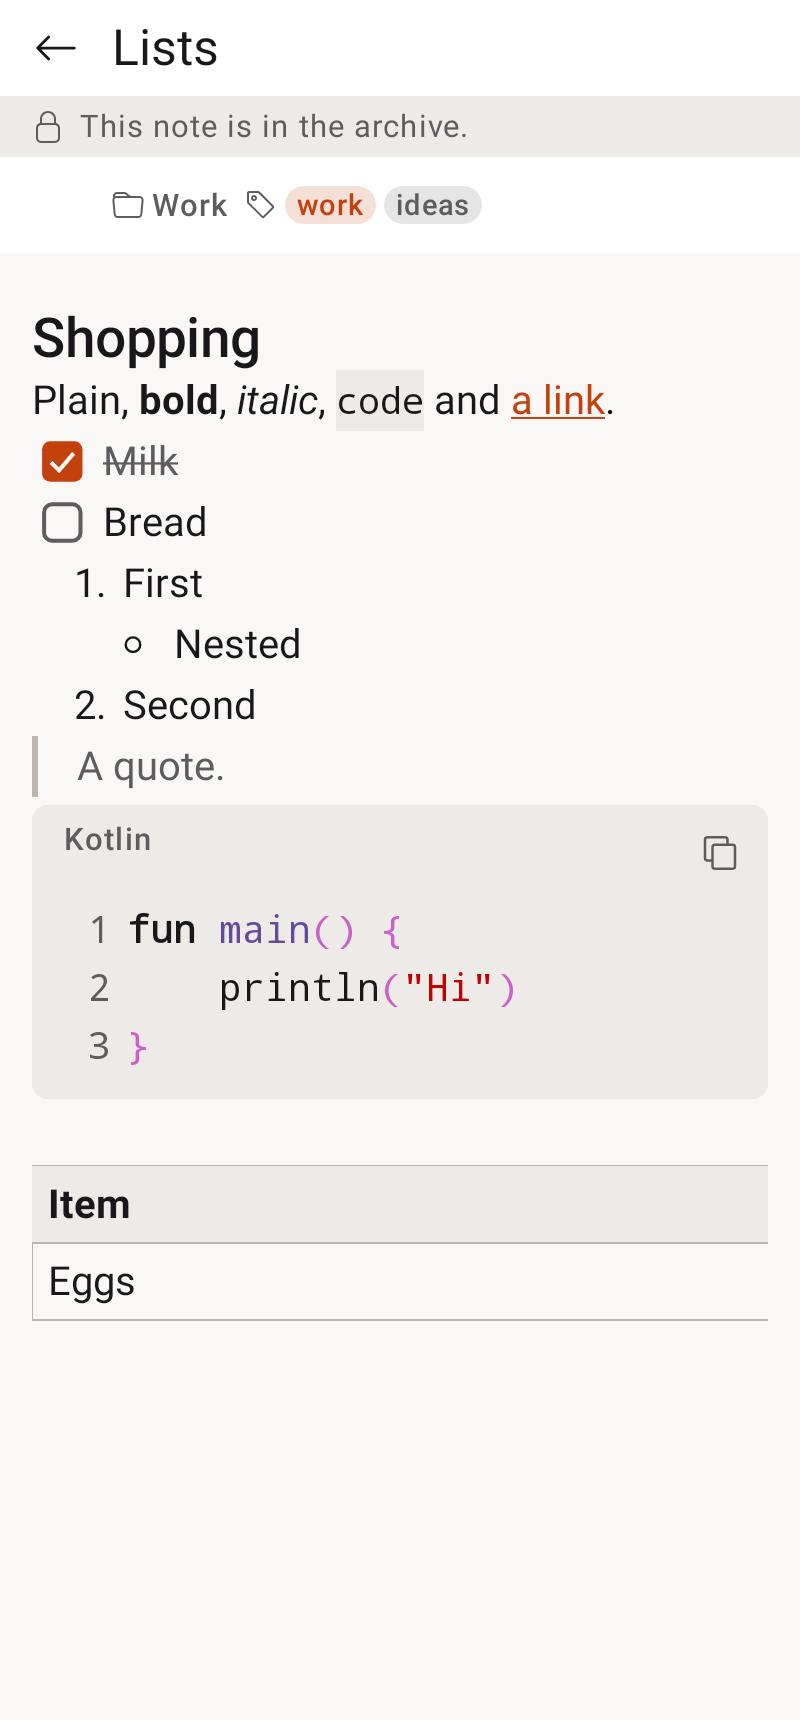 Lists
This note is in the archive.
Work work ideas
Shopping
Plain, bold, italic, code and a link.
Milk
Bread
1. First
Nested
2. Second
A quote.
Kotlin
1 fun main() {
2     println("Hi")
3 }
Item
Eggs